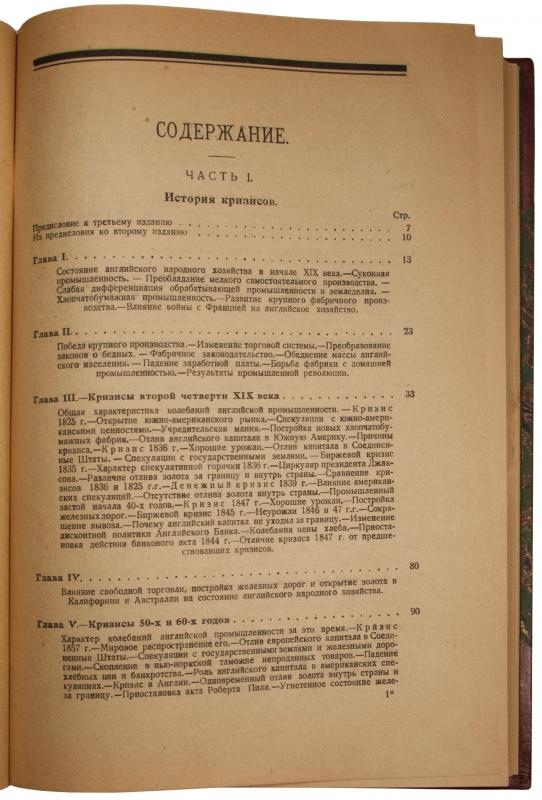 СОДЕРЖАНИЕ.
ЧАСТЬ I.
История кризисов.
Стр.
Предисловие к третьему изданию . . . . . . . . . . . . . . . . . . 7
Из предисловия ко второму изданию . . . . . . . . . . . . . . . . . 10
Глава I. . . . . . . . . . . . . . . . . . . . . . . . . . . . . . 13
Состояние английского народного хозяйства в начале XIX века.—Суконная
промышленность. — Преобладание мелкого самостоятельного производства. —
Слабая дифференциация обрабатывающей промышленности и земледелия. —
Хлопчатобумажная промышленность.—Развитие крупного фабричного произ-
водства.—Влияние войны с Францией на английское хозяйство.
Глава II. . . . . . . . . . . . . . . . . . . . . . . . . . . . . . 23
Победа крупного производства.—Изменение торговой системы.—Преобразование
законов о бедных. — Фабричное законодательство.—Обеднение массы англий-
ского населения. — Падение заработной платы.—Борьба фабрики с домашней
промышленностью.—Результаты промышленной революции.
Глава III.—Кризисы второй четверти XIX века . . . . . . . . . . . 33
Общая характеристика колебаний английской промышленности. — Кризис
1825 г.—Открытие южно-американского рынка.—Спекуляции с южно-амери-
канскими ценностями.—Учредительская мания.—Постройка новых хлопчатобу-
мажных фабрик.—Отлив английского капитала в Южную Америку.—Причины
кризиса.—Кризис 1836 г.—Хорошие урожаи.—Отлив капитала в Соединен-
ные Штаты. — Спекуляция с государственными землями. — Биржевой кризис
1835 г.—Характер спекулятивной горячки 1836 г.—Циркуляр президента Джак-
сона.—Различие отлива золота за границу и внутрь страны.—Сравнение кри-
зисов 1836 и 1825 г.г.—Денежный кризис 1839 г.—Влияние американ-
ских спекуляций.—Отсутствие отлива золота внутрь страны.—Промышленный
застой начала 40-х годов.—Кризис 1847 г.—Хорошие урожаи.—Постройка
железных дорог.—Биржевой кризис 1845 г.—Неурожаи 1846 и 47 г.г.—Сокра-
щение вывоза.—Почему английский капитал не уходил за границу.—Изменение
дисконтной политики Английского Банка.—Колебания цены хлеба.—Приоста-
новка действия банкового акта 1844 г.—Отличие кризиса 1847 г. от предше-
ствовавших кризисов.
Глава IV. . . . . . . . . . . . . . . . . . . . . . . . . . . . . . 80
Влияние свободной торговли, постройка железных дорог и открытие золота в
Калифорнии и Австралии на состояние английского народного хозяйства.
Глава V.—Кризисы 50-х и 60-х годов . . . . . . . . . . . . . . . . 90
Характер колебаний английской промышленности за это время.—Кризис
1857 г.—Мировое распространение его.—Отлив европейского капитала в Соеди-
ненные Штаты.—Спекуляции с государственными землями и железными доро-
гами.—Скопление в нью-йоркской таможне непроданных товаров.—Падение
хлебных цен и банкротства.—Роль английского капитала в американских спе-
куляциях.—Кризис в Англии.—Одновременный отлив золота внутрь страны и
за границу.—Приостановка акта Роберта Пиля.—Угнетенное состояние желе-
1*